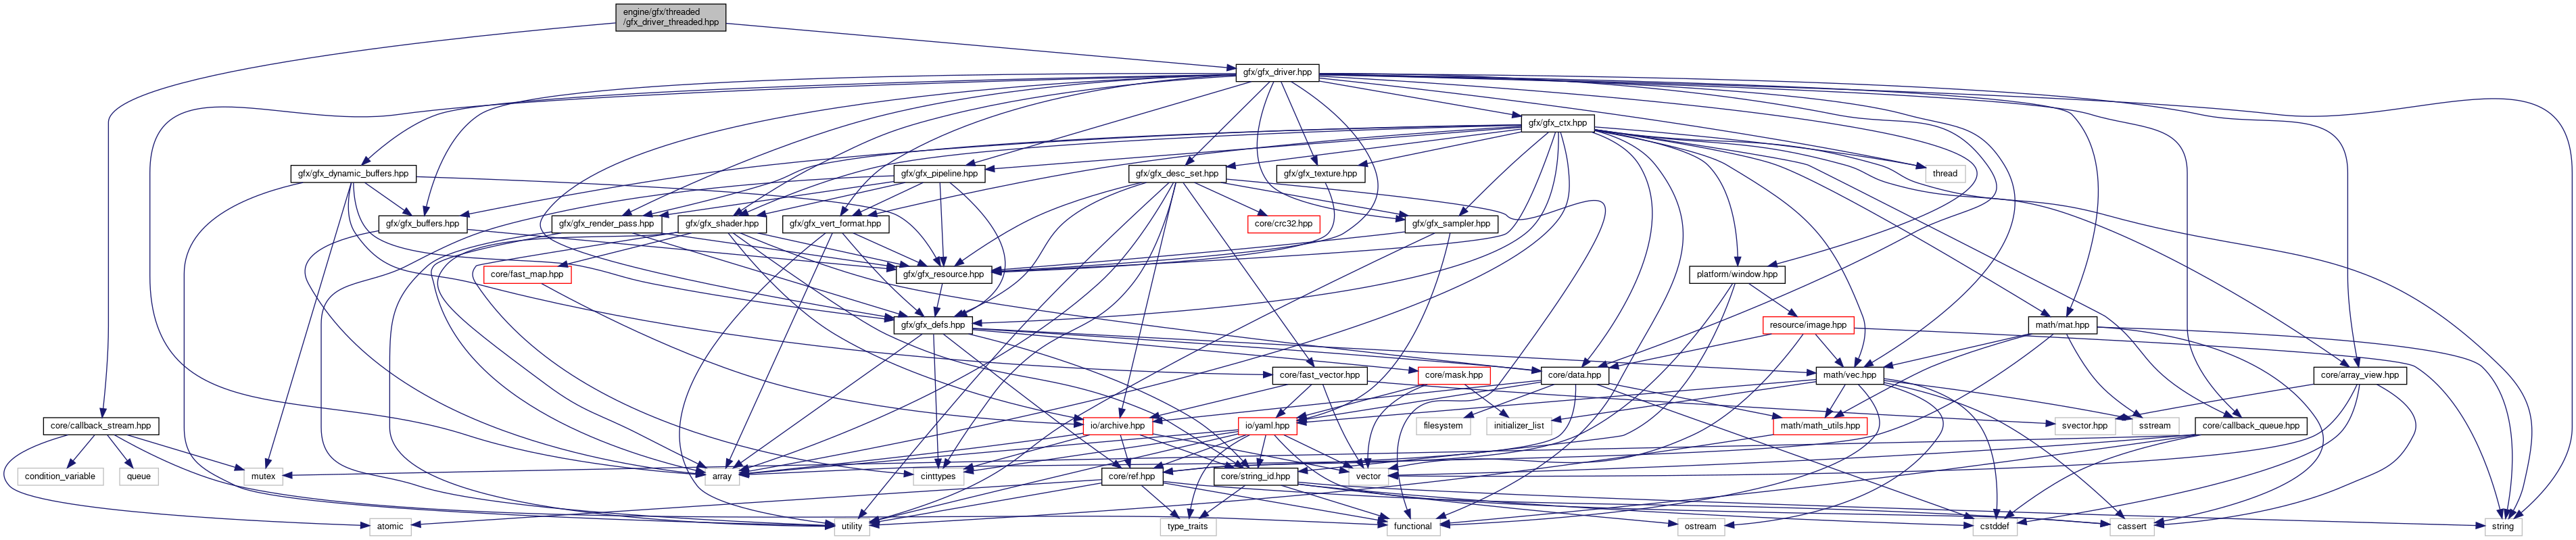 engine/gfx/threaded
/gfx_driver_threaded.hpp
gfx/gfx_driver.hpp
gfx/gfx_ctx.hpp
gfx/gfx_dynamic_buffers.hpp
gfx/gfx_pipeline.hpp
gfx/gfx_desc_set.hpp
gfx/gfx_texture.hpp
thread
gfx/gfx_buffers.hpp
gfx/gfx_render_pass.hpp
gfx/gfx_shader.hpp
gfx/gfx_vert_format.hpp
core/crc32.hpp
gfx/gfx_sampler.hpp
core/fast_map.hpp
gfx/gfx_resource.hpp
platform/window.hpp
gfx/gfx_defs.hpp
resource/image.hpp
math/mat.hpp
core/fast_vector.hpp
core/mask.hpp
core/data.hpp
math/vec.hpp
core/array_view.hpp
core/callback_stream.hpp
io/archive.hpp
io/yaml.hpp
filesystem
initializer_list
math/math_utils.hpp
svector.hpp
sstream
core/callback_queue.hpp
condition_variable
queue
mutex
array
cinttypes
core/ref.hpp
core/string_id.hpp
vector
atomic
utility
type_traits
functional
ostream
cstddef
cassert
string